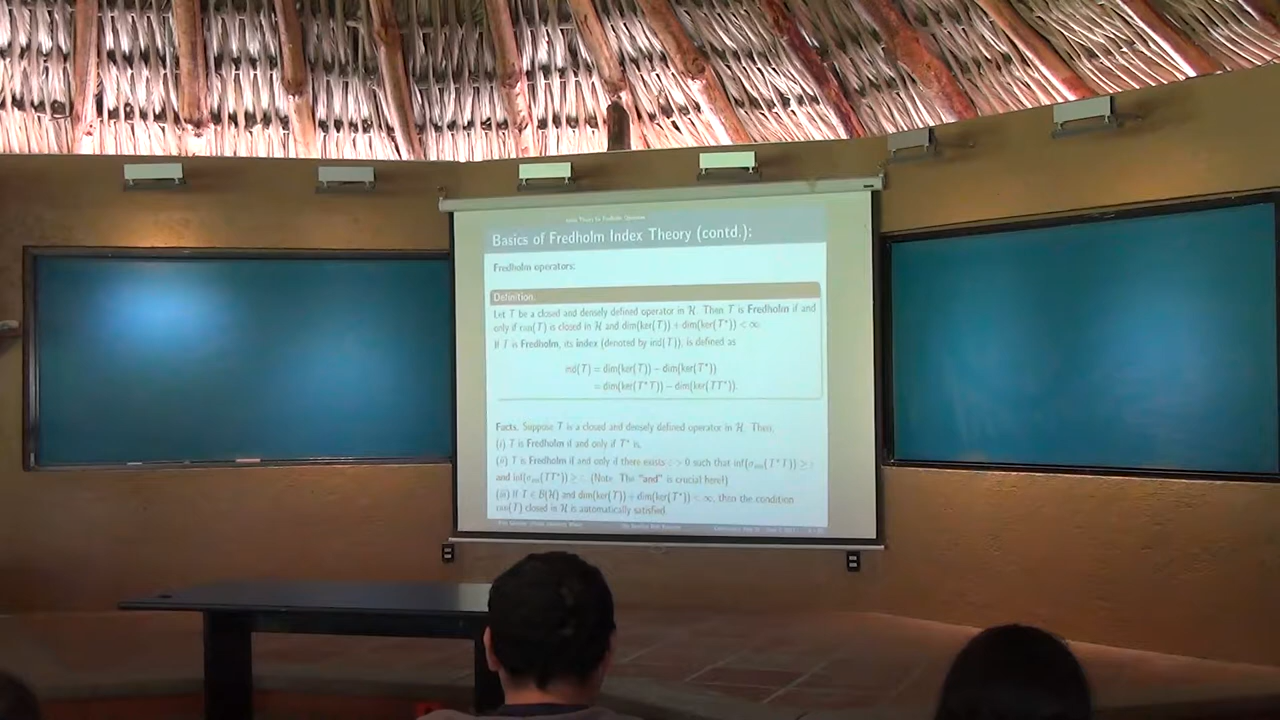 Index Theory for Fredholm Operators
Basics of Fredholm Index Theory (contd.):
Fredholm operators:
Definition.
Let T be a closed and densely defined operator in ℋ. Then T is Fredholm if and
only if ran(T) is closed in ℋ and dim(ker(T)) + dim(ker(T*)) < ∞.
If T is Fredholm, its index (denoted by ind(T)), is defined as
ind(T) = dim(ker(T)) − dim(ker(T*))
= dim(ker(T*T)) − dim(ker(TT*)).
Facts. Suppose T is a closed and densely defined operator in ℋ. Then,
(i) T is Fredholm if and only if T* is.
(ii) T is Fredholm if and only if there exists ε > 0 such that inf(σess(T*T)) ≥ ε
and inf(σess(TT*)) ≥ ε. (Note. The "and" is crucial here!)
(iii) If T ∈ B(ℋ) and dim(ker(T)) + dim(ker(T*)) < ∞, then the condition
ran(T) closed in ℋ is automatically satisfied.